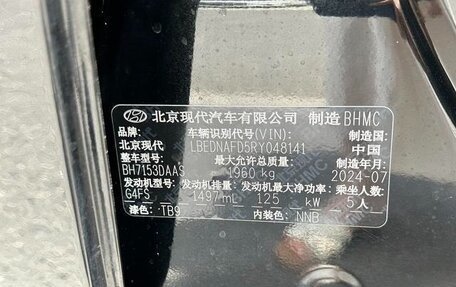 北京现代汽车有限公司 制造 BHMC
品牌: 车辆识别代号(VIN): 制造国:
北京现代 LBEDNAFD5RY048141 中国
整车型号: 最大允许总质量: 制造年月:
BH7153DAAS 1960 kg 2024-07
发动机型号: 发动机排量: 发动机最大净功率: 乘坐人数:
G4FS 1497 mL 125 kW 5人
漆色: TB9 内装色: NNB